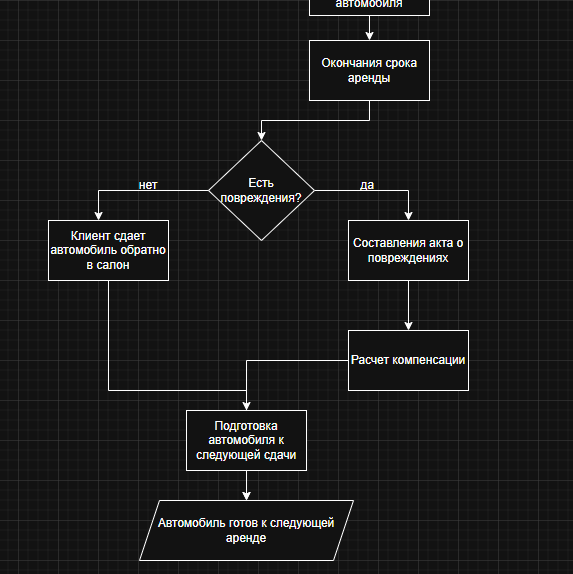 автомобиля
Окончания срока
аренды
Есть
повреждения?
нет
да
Клиент сдает
автомобиль обратно
в салон
Составления акта о
повреждениях
Расчет компенсации
Подготовка
автомобиля к
следующей сдачи
Автомобиль готов к следующей
аренде